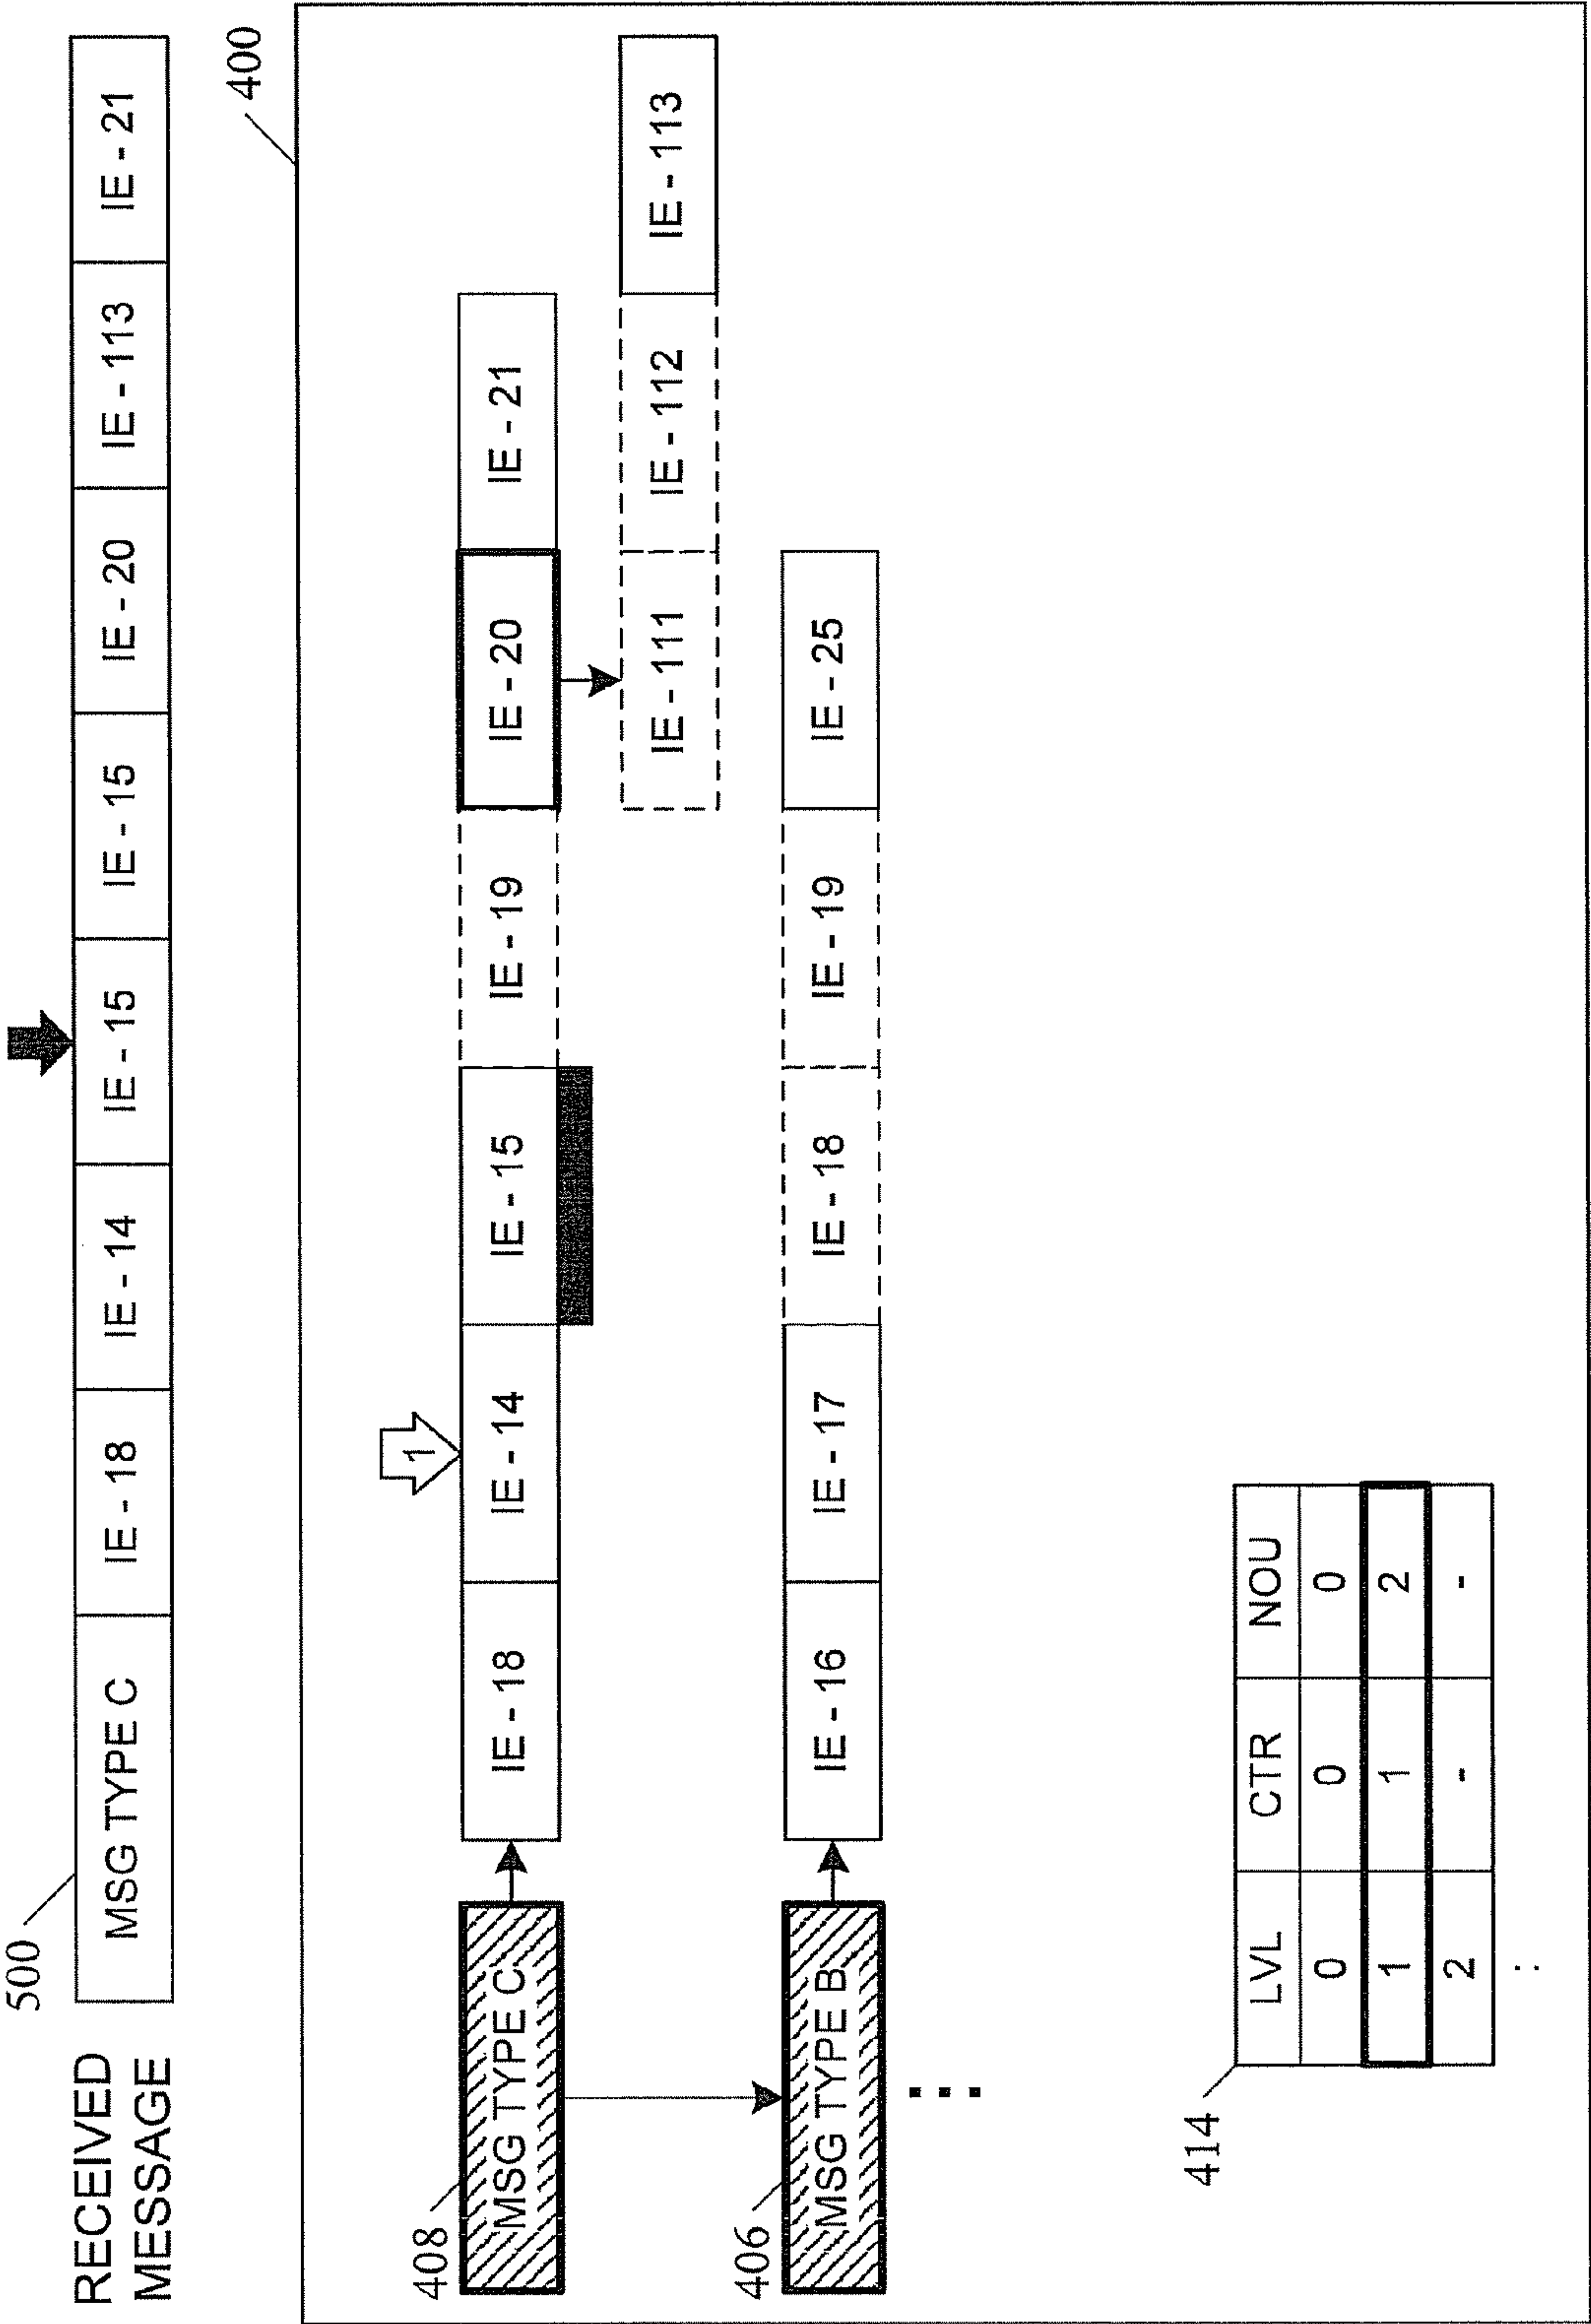 500
RECEIVED
MESSAGE
MSG TYPE C IE - 18 IE - 14 IE - 15 IE - 15 IE - 20 IE - 113 IE - 21
400
1
408
MSG TYPE C IE - 18 IE - 14 IE - 15 IE - 19 IE - 20 IE - 21
IE - 111 IE - 112 IE - 113
406
MSG TYPE B IE - 16 IE - 17 IE - 18 IE - 19 IE - 25
414
LVL CTR NOU
0 0 0
1 1 2
2 - -